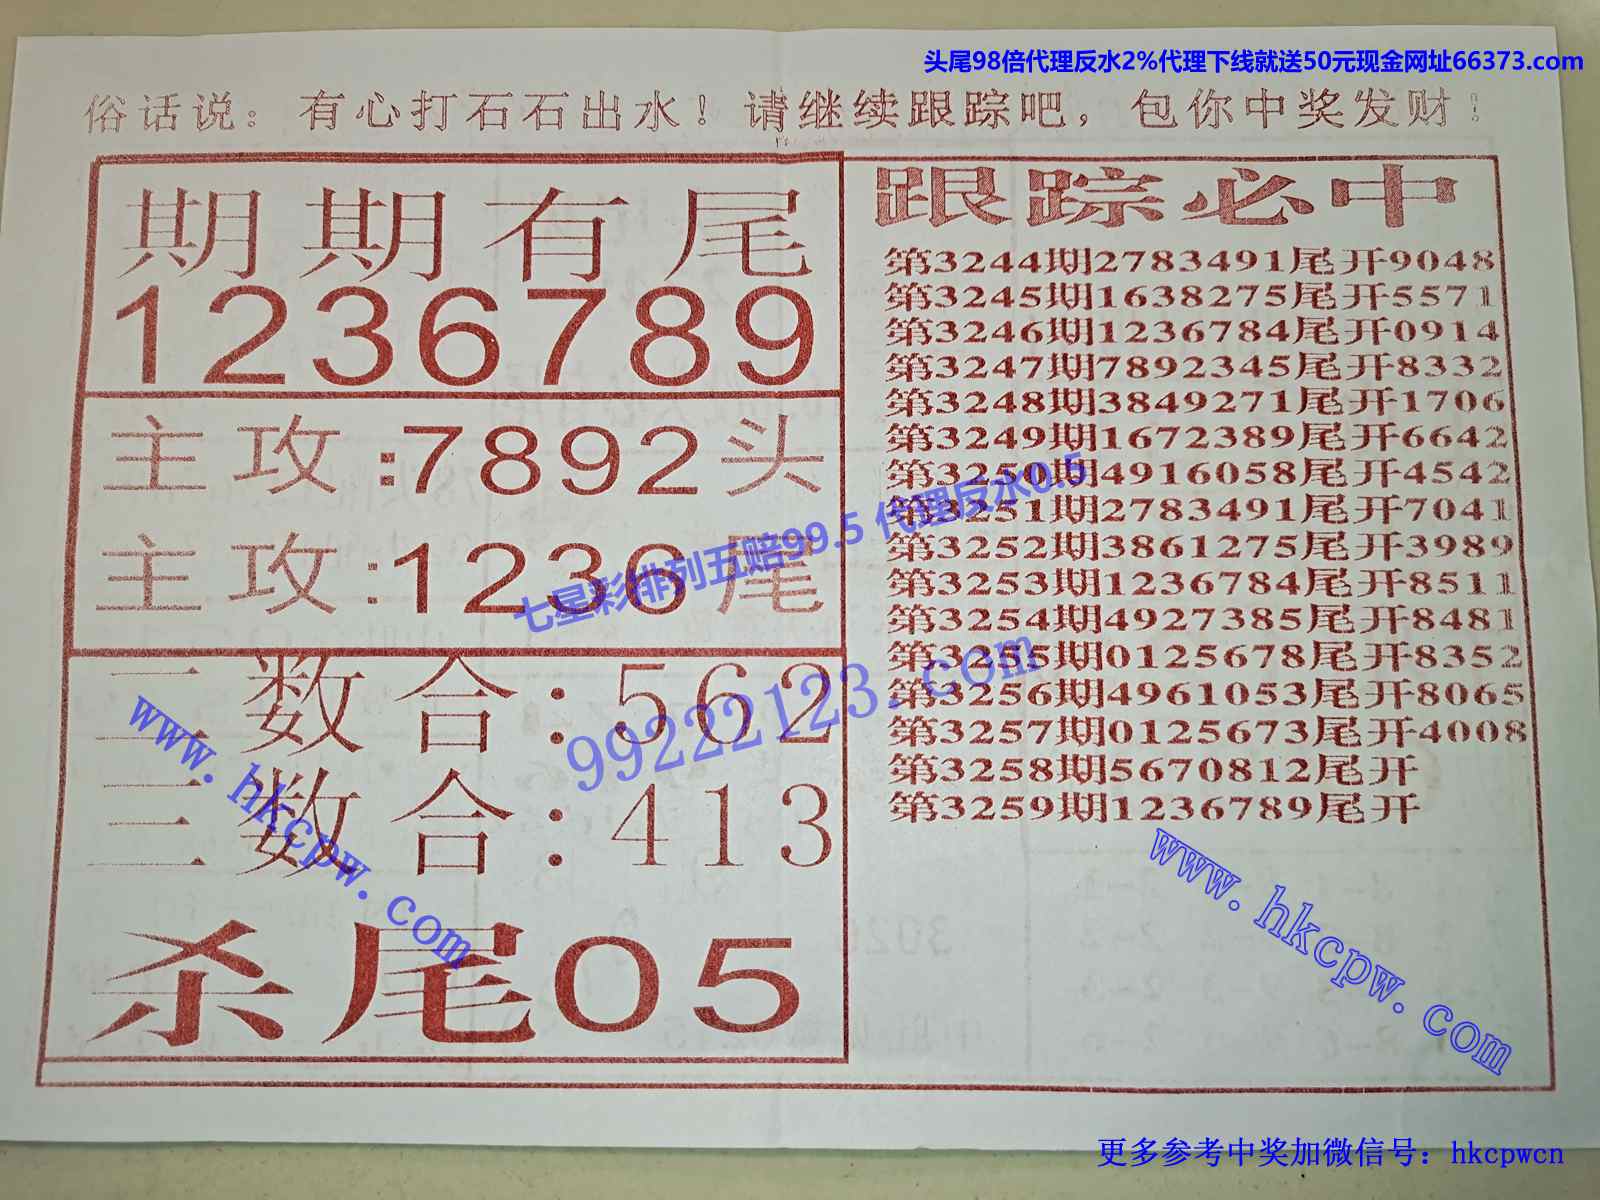 头尾98倍代理反水2%代理下线就送50元现金网址66373.com
俗话说：有心打石石出水！请继续跟踪吧，包你中奖发财！
期期有尾
1236789
主攻:7892头
主攻:1236尾
二数合:562
三数合:413
杀尾05
跟踪必中
第3244期2783491尾开9048
第3245期1638275尾开5571
第3246期1236784尾开0914
第3247期7892345尾开8332
第3248期3849271尾开1706
第3249期1672389尾开6642
第3250期4916058尾开4542
第3251期2783491尾开7041
第3252期3861275尾开3989
第3253期1236784尾开8511
第3254期4927385尾开8481
第3255期0125678尾开8352
第3256期4961053尾开8065
第3257期0125673尾开4008
第3258期5670812尾开
第3259期1236789尾开
七星彩排列五赔99.5 代理反水0.5
99222123.com
www.hkcpw.com
www.hkcpw.com
更多参考中奖加微信号：hkcpwcn